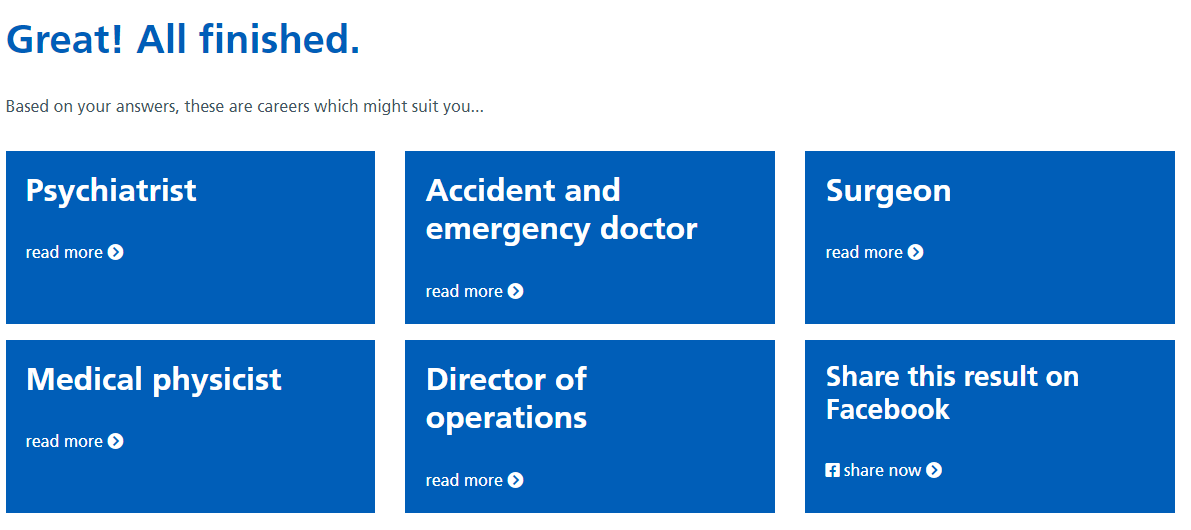 Great! All finished.
Based on your answers, these are careers which might suit you...
Psychiatrist
read more
Accident and
emergency doctor
read more
Surgeon
read more
Medical physicist
read more
Director of
operations
read more
Share this result on
Facebook
share now